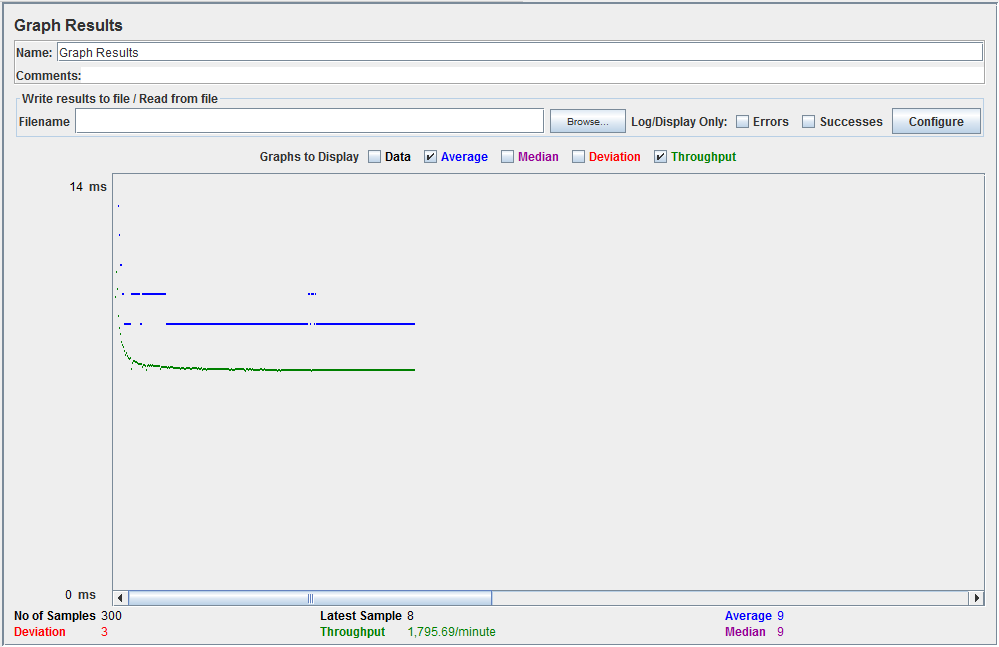 Graph Results
Name: Graph Results
Comments:
Write results to file / Read from file
Filename Browse... Log/Display Only: Errors Successes Configure
Graphs to Display Data Average Median Deviation Throughput
14 ms
0 ms
No of Samples 300 Latest Sample 8 Average 9
Deviation 3 Throughput 1,795.69/minute Median 9